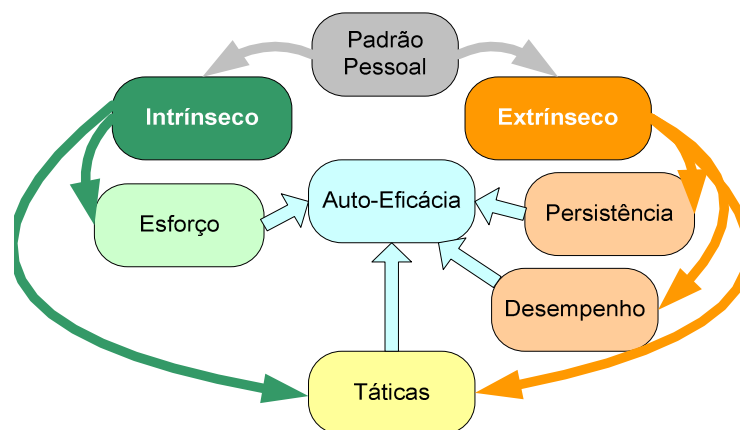 Padrão
Pessoal
Intrínseco
Extrínseco
Auto-Eficácia
Esforço
Persistência
Desempenho
Táticas